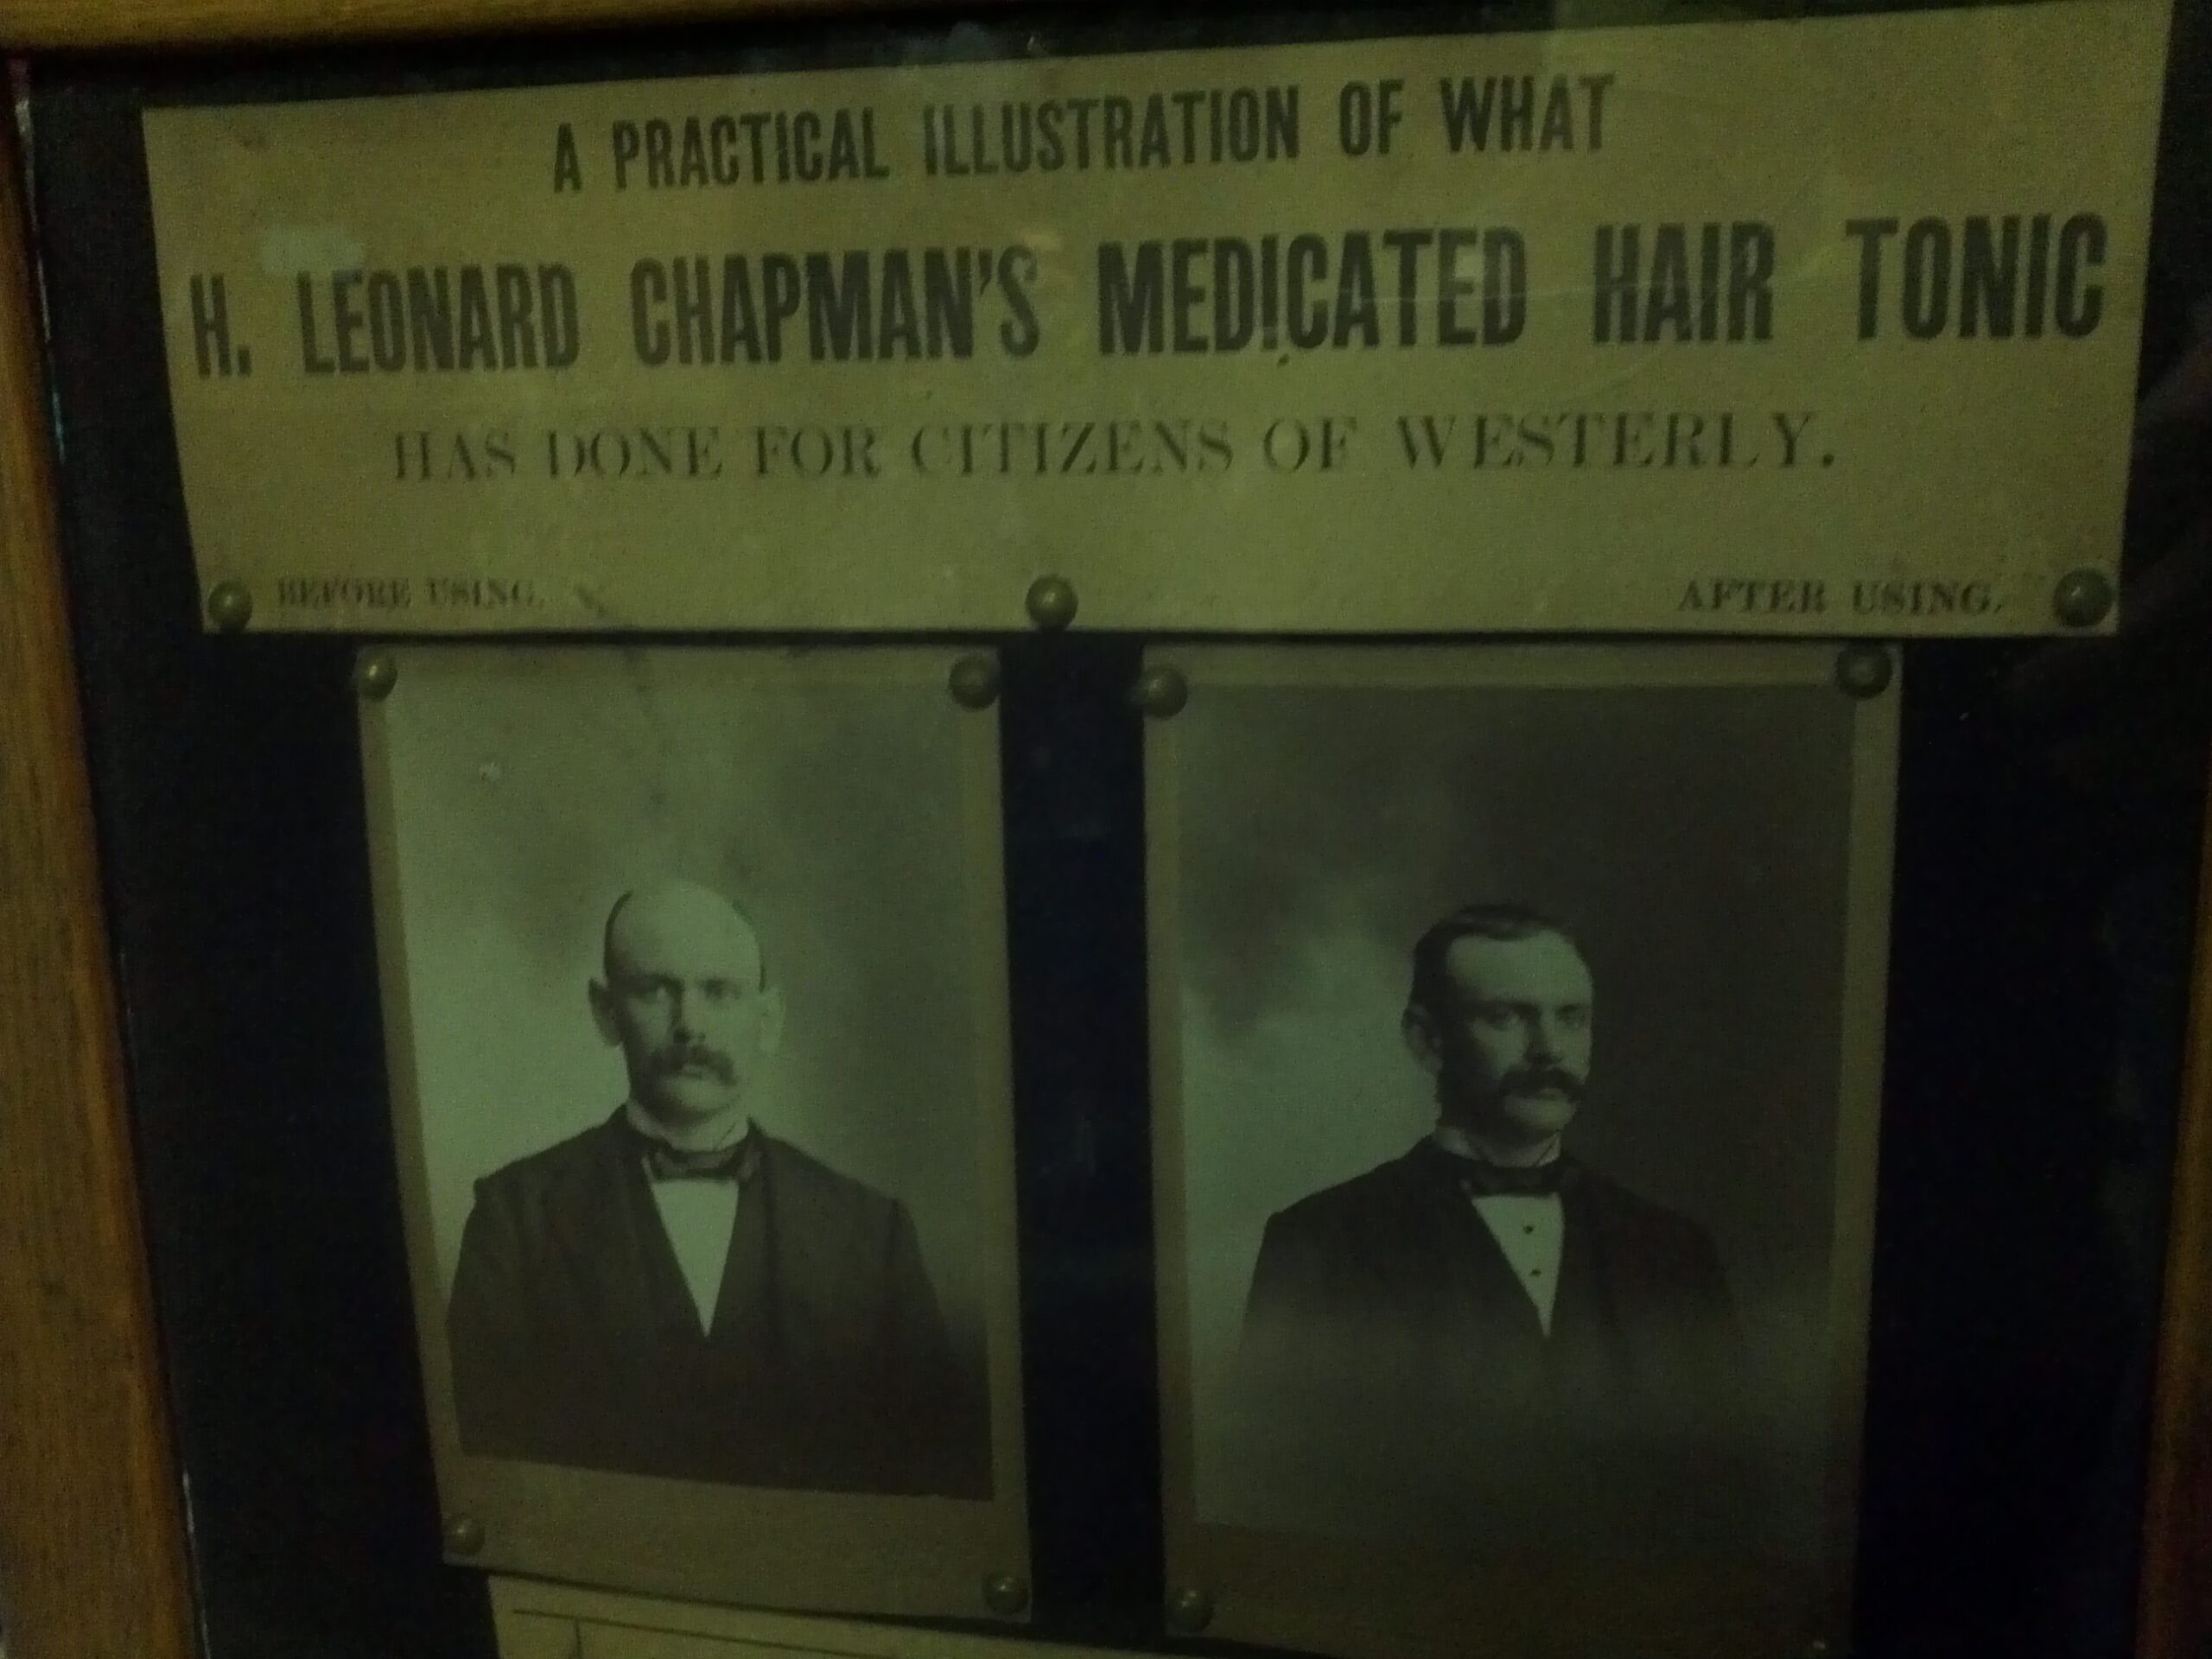 A PRACTICAL ILLUSTRATION OF WHAT
H. LEONARD CHAPMAN'S MEDICATED HAIR TONIC
HAS DONE FOR CITIZENS OF WESTERLY.
BEFORE USING.
AFTER USING.